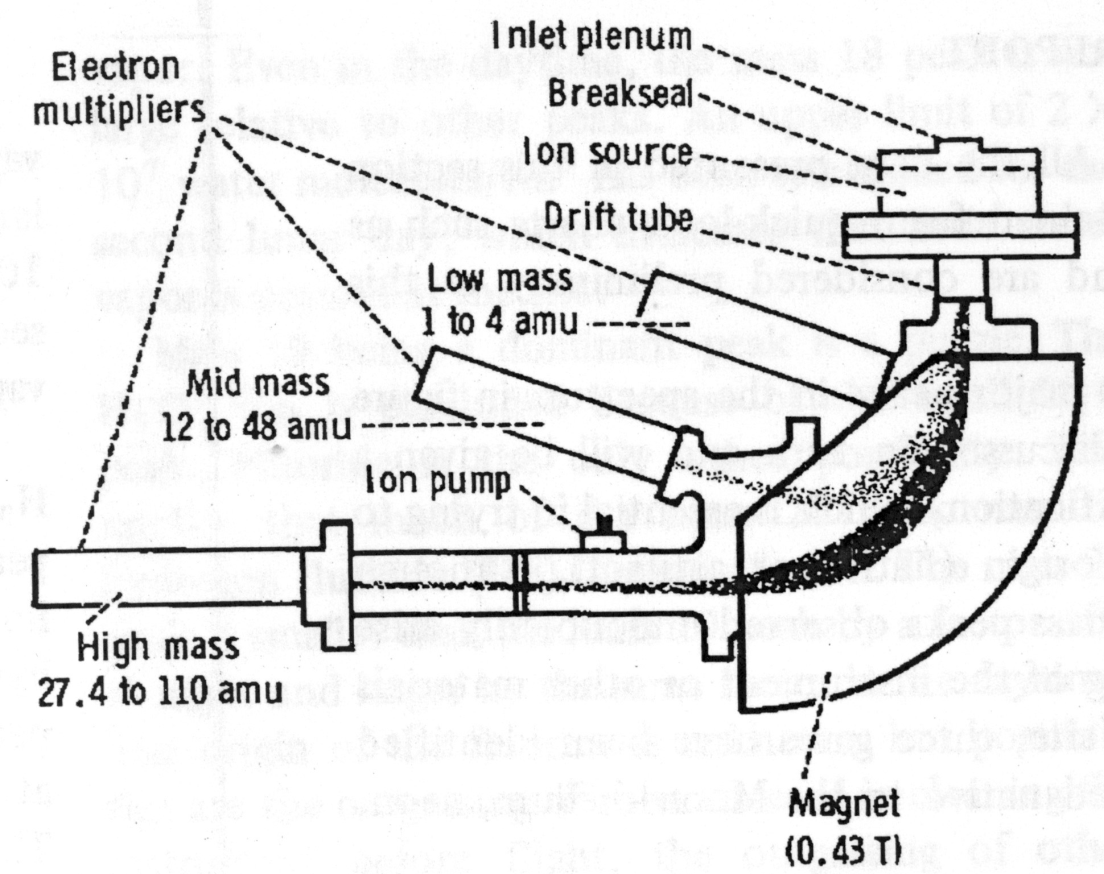 Inlet plenum
Breakseal
Ion source
Drift tube
Electron
multipliers
Low mass
1 to 4 amu
Mid mass
12 to 48 amu
Ion pump
High mass
27.4 to 110 amu
Magnet
(0.43 T)